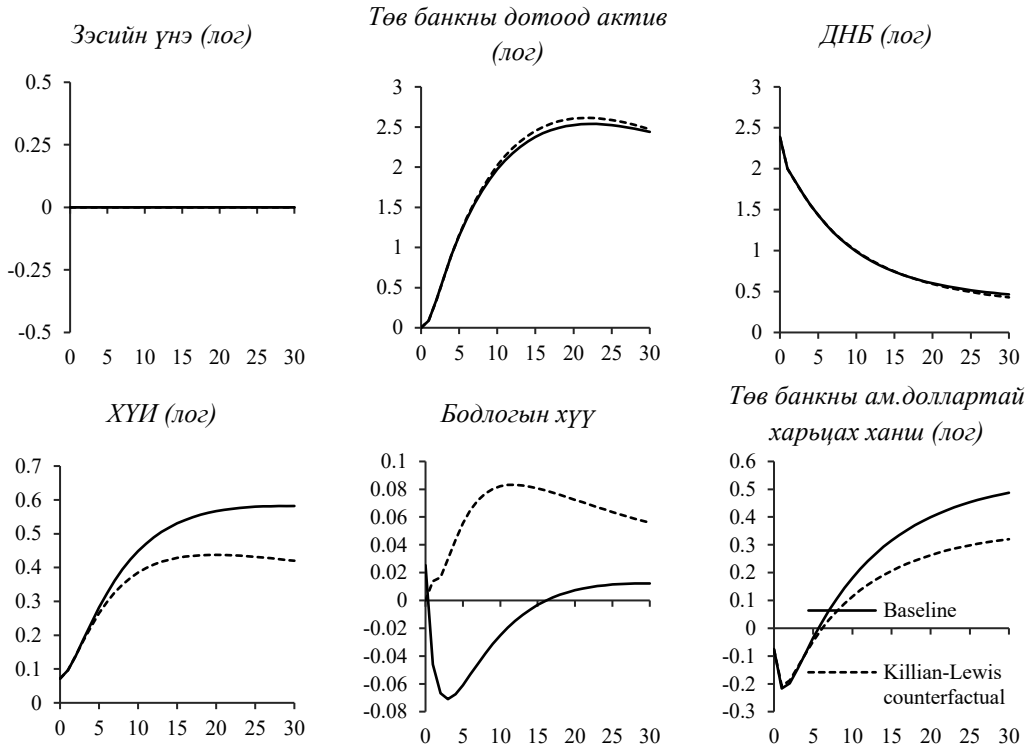 Зэсийн үнэ (лог)
0.5
0.25
0
-0.25
-0.5
0 5 10 15 20 25 30
Төв банкны дотоод актив
(лог)
3
2.5
2
1.5
1
0.5
0
0 5 10 15 20 25 30
ДНБ (лог)
3
2.5
2
1.5
1
0.5
0
0 5 10 15 20 25 30
ХҮИ (лог)
0.7
0.6
0.5
0.4
0.3
0.2
0.1
0
0 5 10 15 20 25 30
Бодлогын хүү
0.1
0.08
0.06
0.04
0.02
0
-0.02
-0.04
-0.06
-0.08
0 5 10 15 20 25 30
Төв банкны ам.доллартай
харьцах ханш (лог)
0.6
0.5
0.4
0.3
0.2
0.1
0
-0.1
-0.2
-0.3
0 5 10 15 20 25 30
Baseline
Killian-Lewis
counterfactual